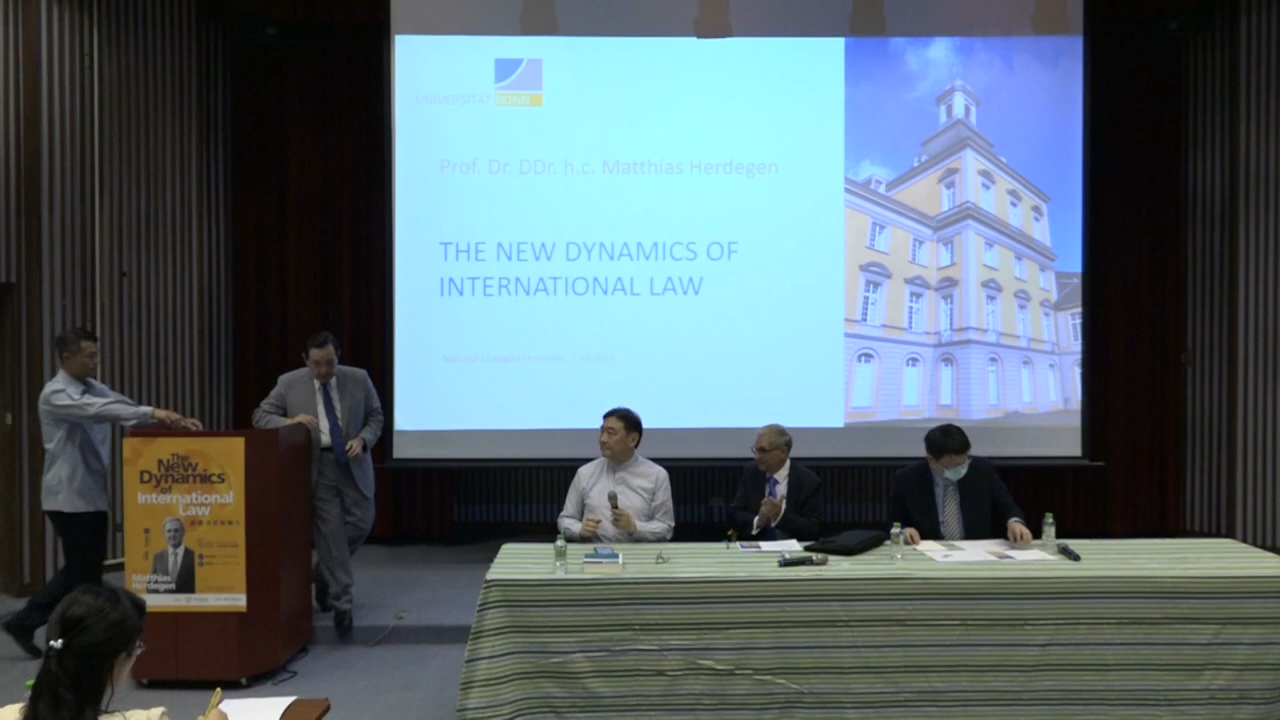 UNIVERSITÄT BONN
Prof. Dr. DDr. h.c. Matthias Herdegen
THE NEW DYNAMICS OF
INTERNATIONAL LAW
The
New
Dynamics
of
International
Law
Matthias
Herdegen